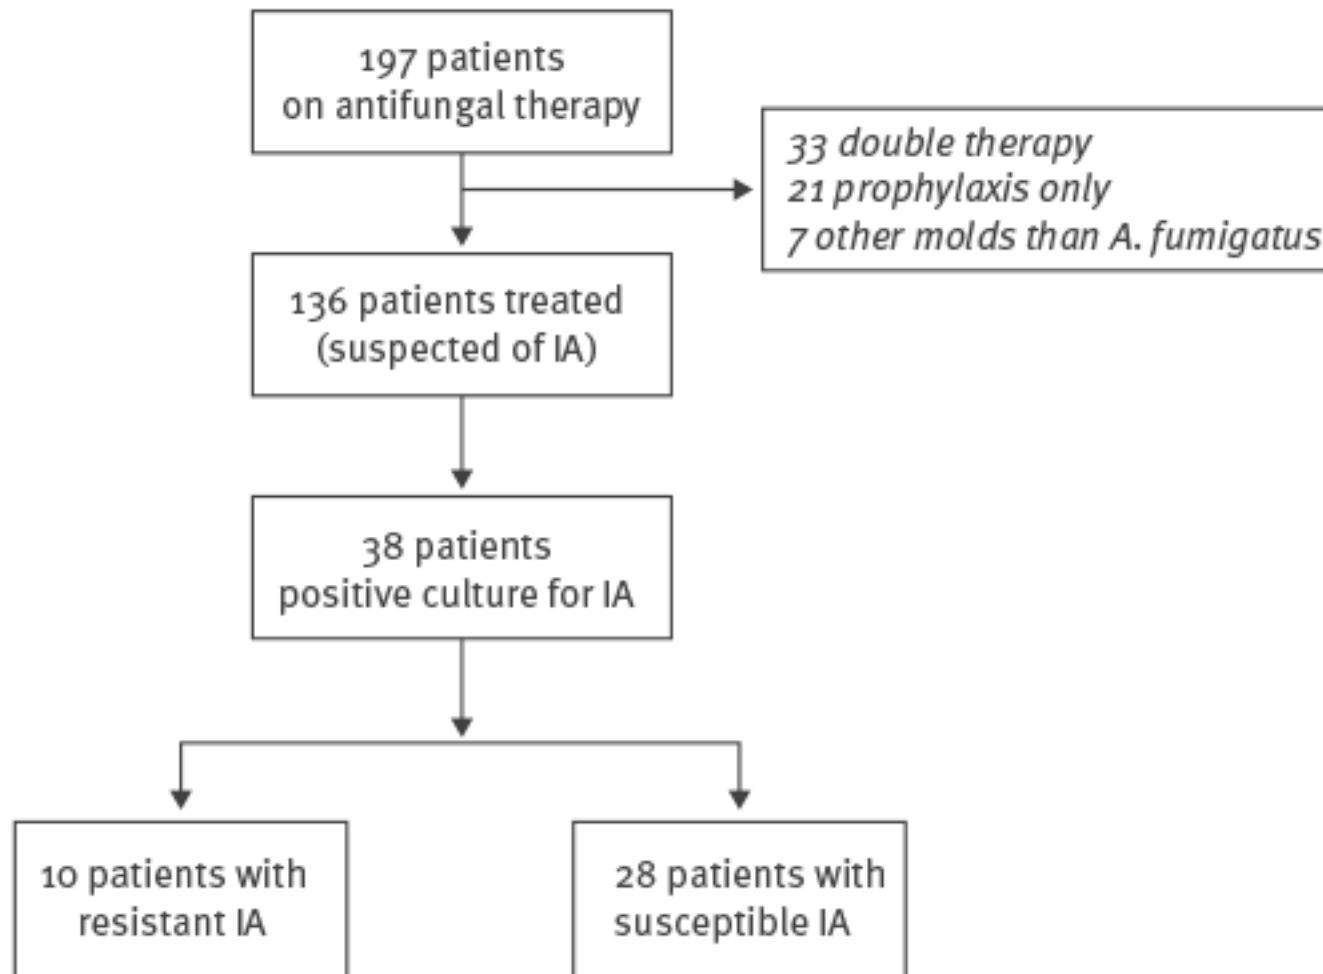 197 patients
on antifungal therapy
33 double therapy
21 prophylaxis only
7 other molds than A. fumigatus
136 patients treated
(suspected of IA)
38 patients
positive culture for IA
10 patients with
resistant IA
28 patients with
susceptible IA